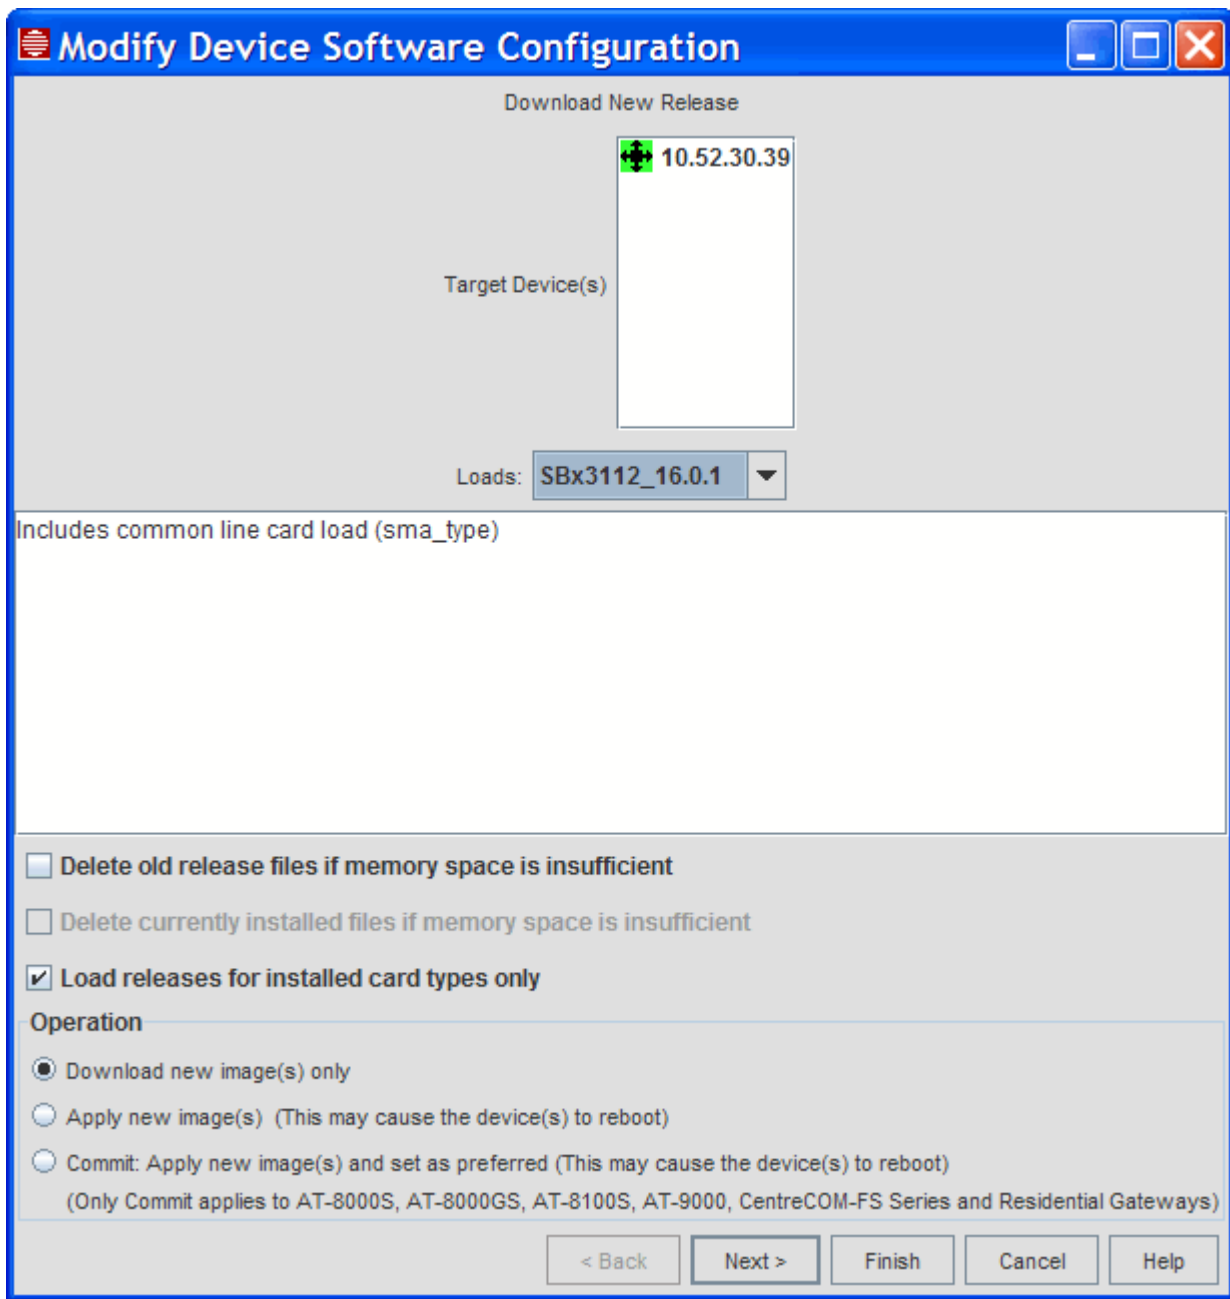 Modify Device Software Configuration
Download New Release
10.52.30.39
Target Device(s)
Loads: SBx3112_16.0.1
Includes common line card load (sma_type)
Delete old release files if memory space is insufficient
Delete currently installed files if memory space is insufficient
Load releases for installed card types only
Operation
Download new image(s) only
Apply new image(s) (This may cause the device(s) to reboot)
Commit: Apply new image(s) and set as preferred (This may cause the device(s) to reboot)
(Only Commit applies to AT-8000S, AT-8000GS, AT-8100S, AT-9000, CentreCOM-FS Series and Residential Gateways)
< Back Next > Finish Cancel Help